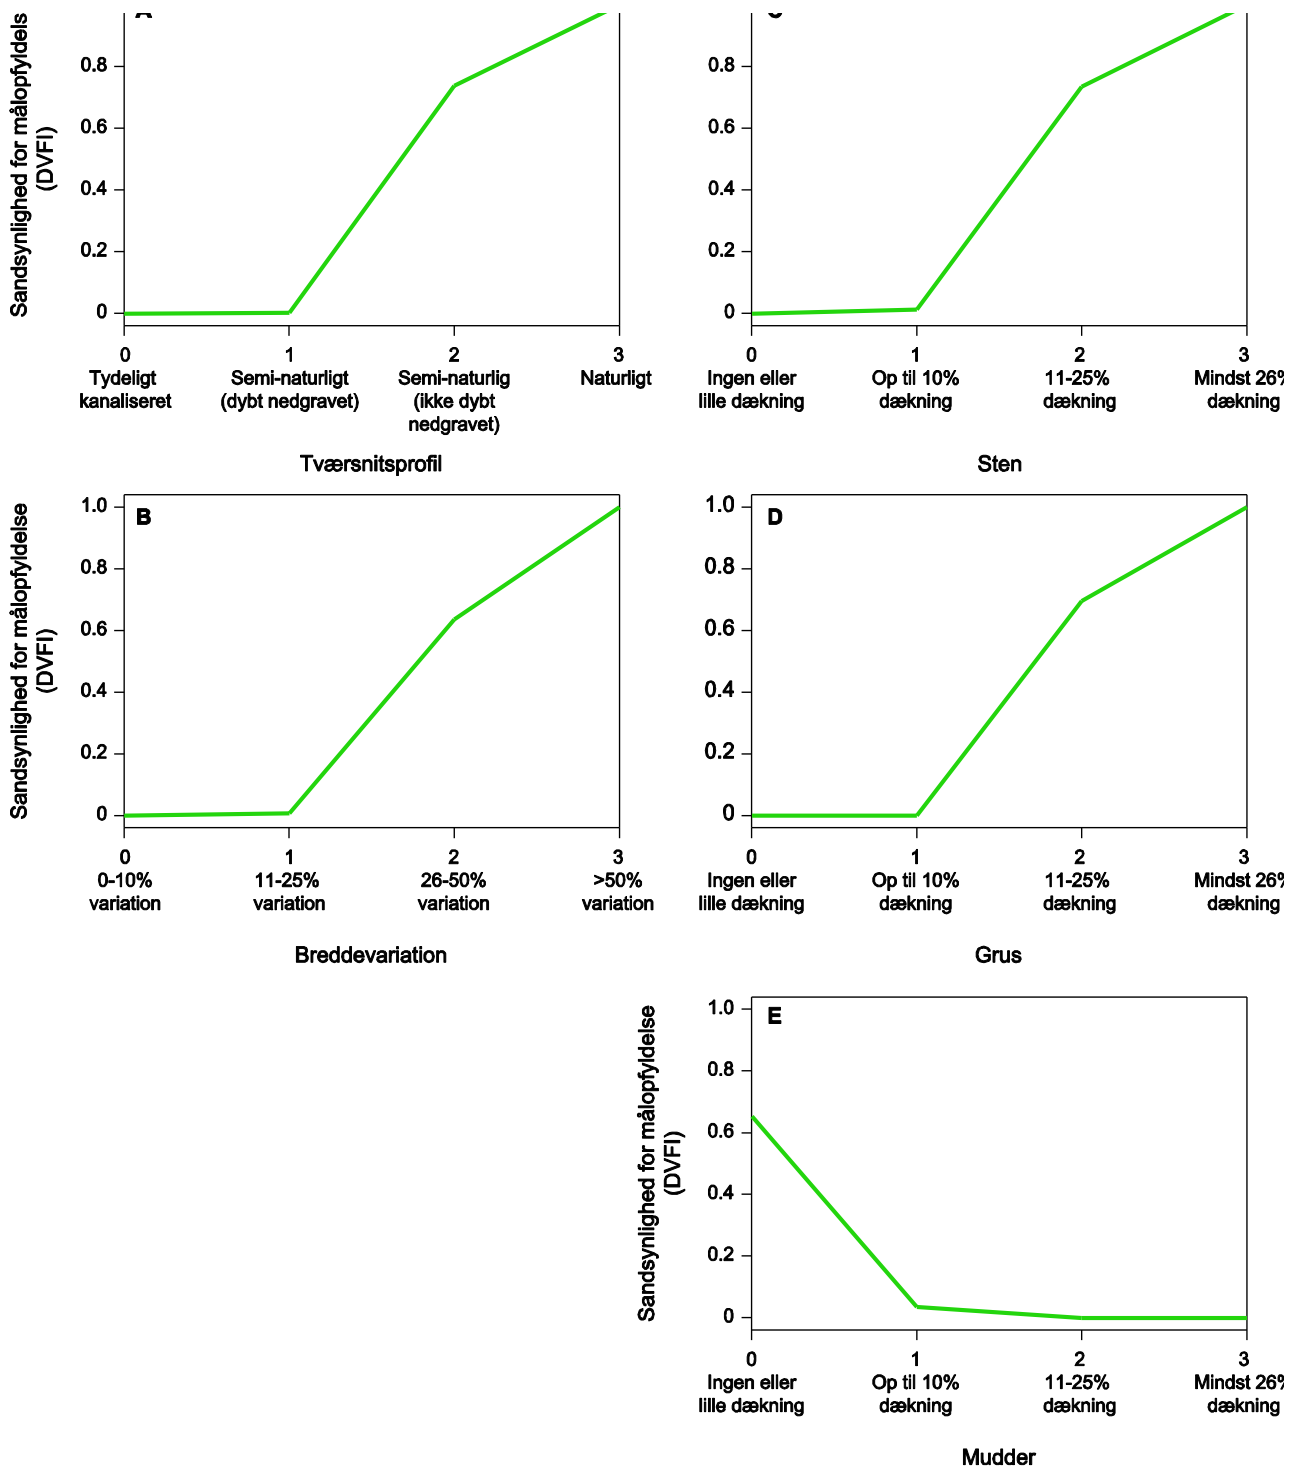 A
Sandsynlighed for målopfyldels
(DVFI)
0.8
0.6
0.4
0.2
0
0
1
2
3
Tydeligt
kanaliseret
Semi-naturligt
(dybt nedgravet)
Semi-naturlig
(ikke dybt
nedgravet)
Naturligt
Tværsnitsprofil
0.8
0.6
0.4
0.2
0
0
1
2
3
Ingen eller
lille dækning
Op til 10%
dækning
11-25%
dækning
Mindst 26%
dækning
Sten
B
Sandsynlighed for målopfyldelse
(DVFI)
1.0
0.8
0.6
0.4
0.2
0
0
1
2
3
0-10%
variation
11-25%
variation
26-50%
variation
>50%
variation
Breddevariation
D
1.0
0.8
0.6
0.4
0.2
0
0
1
2
3
Ingen eller
lille dækning
Op til 10%
dækning
11-25%
dækning
Mindst 26%
dækning
Grus
E
Sandsynlighed for målopfyldelse
(DVFI)
1.0
0.8
0.6
0.4
0.2
0
0
1
2
3
Ingen eller
lille dækning
Op til 10%
dækning
11-25%
dækning
Mindst 26%
dækning
Mudder